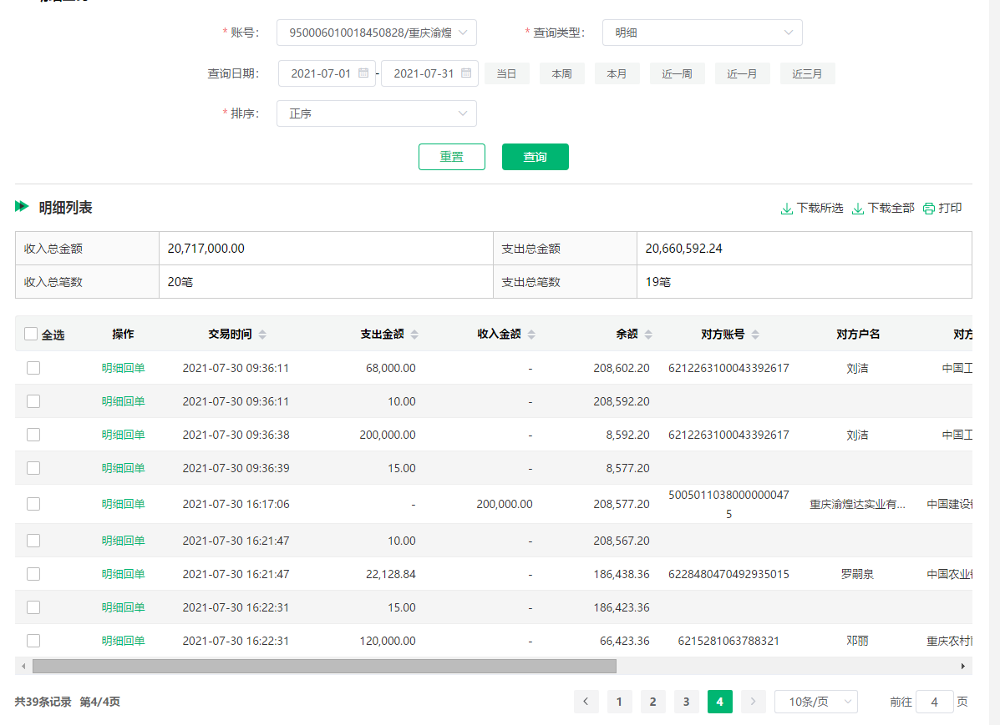 * 账号: 950006010018450828/重庆渝煌 * 查询类型: 明细
查询日期: 2021-07-01 - 2021-07-31 当日 本周 本月 近一周 近一月 近三月
* 排序: 正序
重置 查询
明细列表 下载所选 下载全部 打印
收入总金额 20,717,000.00 支出总金额 20,660,592.24
收入总笔数 20笔 支出总笔数 19笔
全选 操作 交易时间 支出金额 收入金额 余额 对方账号 对方户名 对方
明细回单 2021-07-30 09:36:11 68,000.00 - 208,602.20 6212263100043392617 刘洁 中国工
明细回单 2021-07-30 09:36:11 10.00 - 208,592.20
明细回单 2021-07-30 09:36:38 200,000.00 - 8,592.20 6212263100043392617 刘洁 中国工
明细回单 2021-07-30 09:36:39 15.00 - 8,577.20
明细回单 2021-07-30 16:17:06 - 200,000.00 208,577.20 5005011038000000047 重庆渝煌达实业有... 中国建设
5
明细回单 2021-07-30 16:21:47 10.00 - 208,567.20
明细回单 2021-07-30 16:21:47 22,128.84 - 186,438.36 6228480470492935015 罗嗣泉 中国农业
明细回单 2021-07-30 16:22:31 15.00 - 186,423.36
明细回单 2021-07-30 16:22:31 120,000.00 - 66,423.36 6215281063788321 邓丽 重庆农村
共39条记录 第4/4页 < 1 2 3 4 > 10条/页 前往 4 页